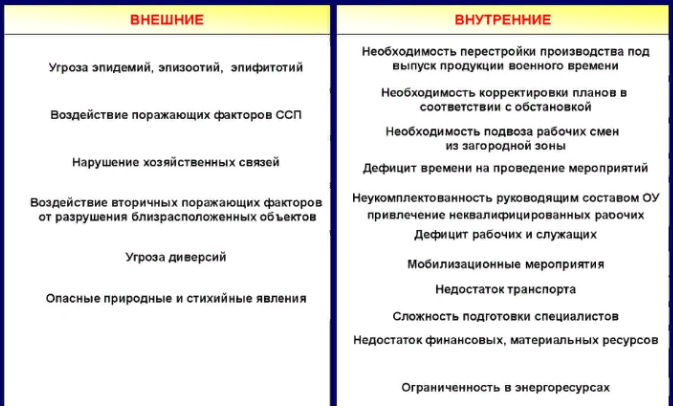 ВНЕШНИЕ
Угроза эпидемий, эпизоотий, эпифитотий
Воздействие поражающих факторов ССП
Нарушение хозяйственных связей
Воздействие вторичных поражающих факторов
от разрушения близрасположенных объектов
Угроза диверсий
Опасные природные и стихийные явления
ВНУТРЕННИЕ
Необходимость перестройки производства под
выпуск продукции военного времени
Необходимость корректировки планов в
соответствии с обстановкой
Необходимость подвоза рабочих смен
из загородной зоны
Дефицит времени на проведение мероприятий
Неукомплектованность руководящим составом ОУ
привлечение неквалифицированных рабочих
Дефицит рабочих и служащих
Мобилизационные мероприятия
Недостаток транспорта
Сложность подготовки специалистов
Недостаток финансовых, материальных ресурсов
Ограниченность в энергоресурсах